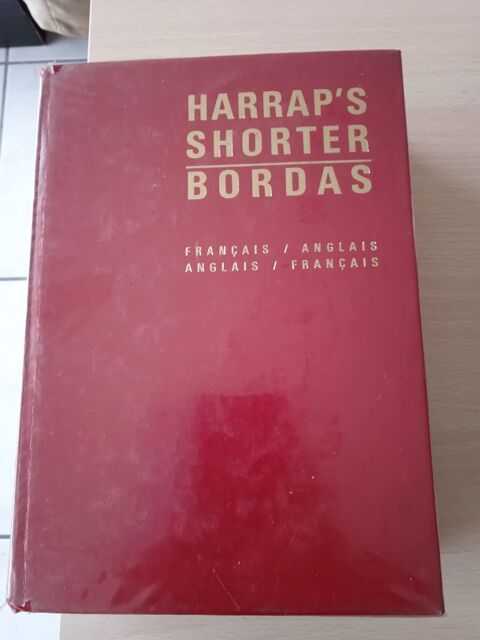 HARRAP'S
SHORTER
BORDAS
FRANÇAIS / ANGLAIS
ANGLAIS / FRANÇAIS